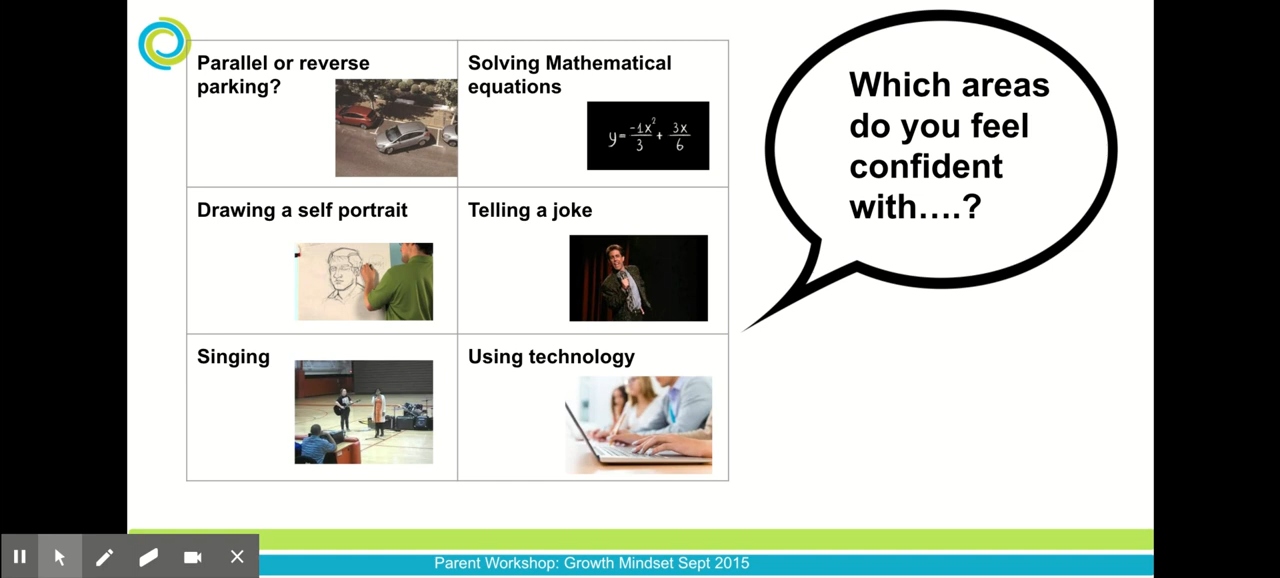 Parallel or reverse
parking?
Solving Mathematical
equations
y = -1x²/3 + 3x/6
Drawing a self portrait
Telling a joke
Singing
Using technology
Which areas
do you feel
confident
with....?
Parent Workshop: Growth Mindset Sept 2015